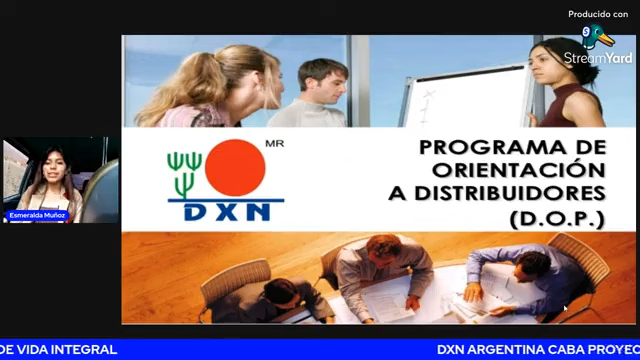 Producido con
StreamYard
MR
DXN
PROGRAMA DE
ORIENTACIÓN
A DISTRIBUIDORES
(D.O.P.)
Esmeralda Muñoz
DE VIDA INTEGRAL
DXN ARGENTINA CABA PROYEC